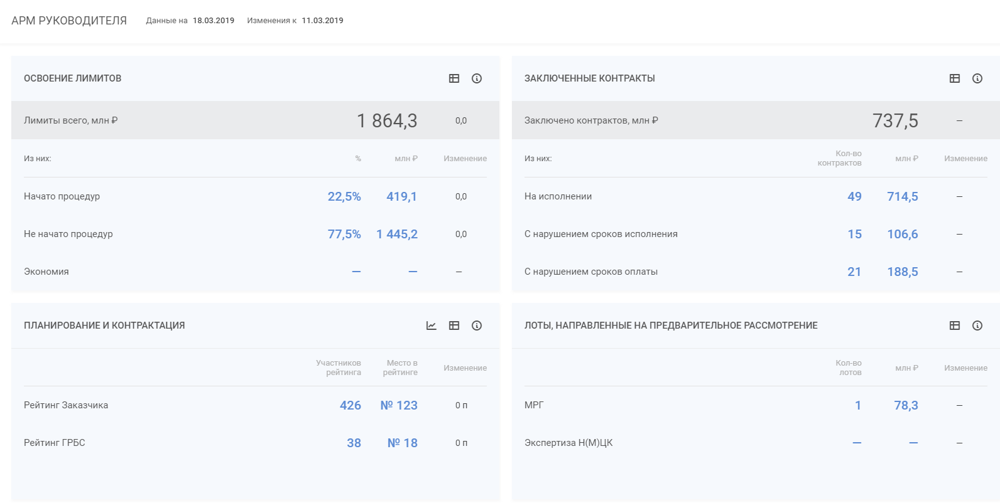 АРМ РУКОВОДИТЕЛЯ Данные на 18.03.2019 Изменения к 11.03.2019
ОСВОЕНИЕ ЛИМИТОВ
Лимиты всего, млн ₽ 1 864,3 0,0
Из них: % млн ₽ Изменение
Начато процедур 22,5% 419,1 0,0
Не начато процедур 77,5% 1 445,2 0,0
Экономия — — —
ЗАКЛЮЧЕННЫЕ КОНТРАКТЫ
Заключено контрактов, млн ₽ 737,5 —
Кол-во
Из них: контрактов млн ₽ Изменение
На исполнении 49 714,5 —
С нарушением сроков исполнения 15 106,6 —
С нарушением сроков оплаты 21 188,5 —
ПЛАНИРОВАНИЕ И КОНТРАКТАЦИЯ
Участников Место в
рейтинга рейтинге Изменение
Рейтинг Заказчика 426 № 123 0 п
Рейтинг ГРБС 38 № 18 0 п
ЛОТЫ, НАПРАВЛЕННЫЕ НА ПРЕДВАРИТЕЛЬНОЕ РАССМОТРЕНИЕ
Кол-во
лотов млн ₽ Изменение
МРГ 1 78,3 —
Экспертиза Н(М)ЦК — — —